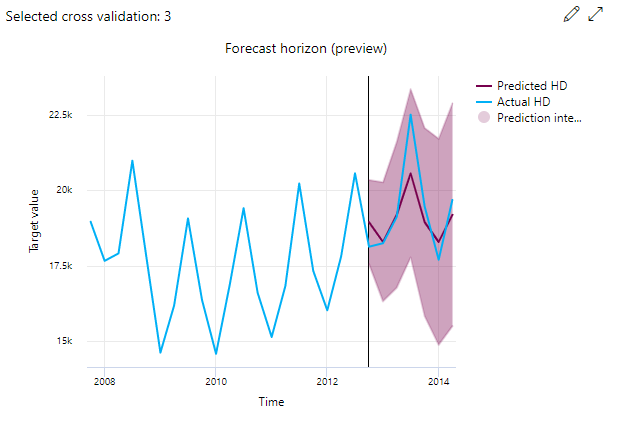 Selected cross validation: 3
Forecast horizon (preview)
Predicted HD
Actual HD
Prediction inte...
Target value
22.5k
20k
17.5k
15k
2008
2010
2012
2014
Time